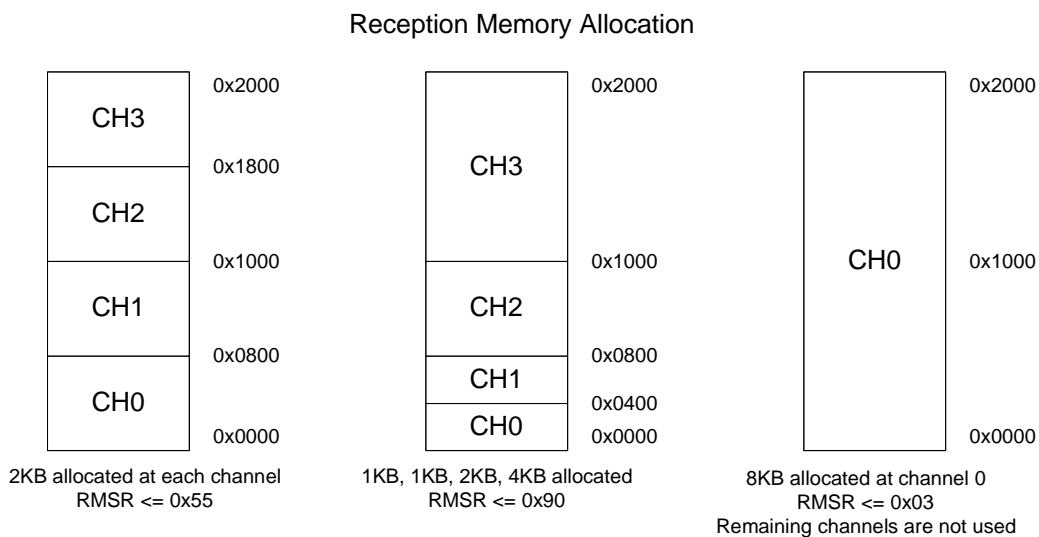 Reception Memory Allocation
0x2000
CH3
0x1800
CH2
0x1000
CH1
0x0800
CH0
0x0000
2KB allocated at each channel
RMSR <= 0x55
0x2000
CH3
0x1000
CH2
0x0800
CH1
0x0400
CH0
0x0000
1KB, 1KB, 2KB, 4KB allocated
RMSR <= 0x90
0x2000
CH0
0x1000
0x0000
8KB allocated at channel 0
RMSR <= 0x03
Remaining channels are not used